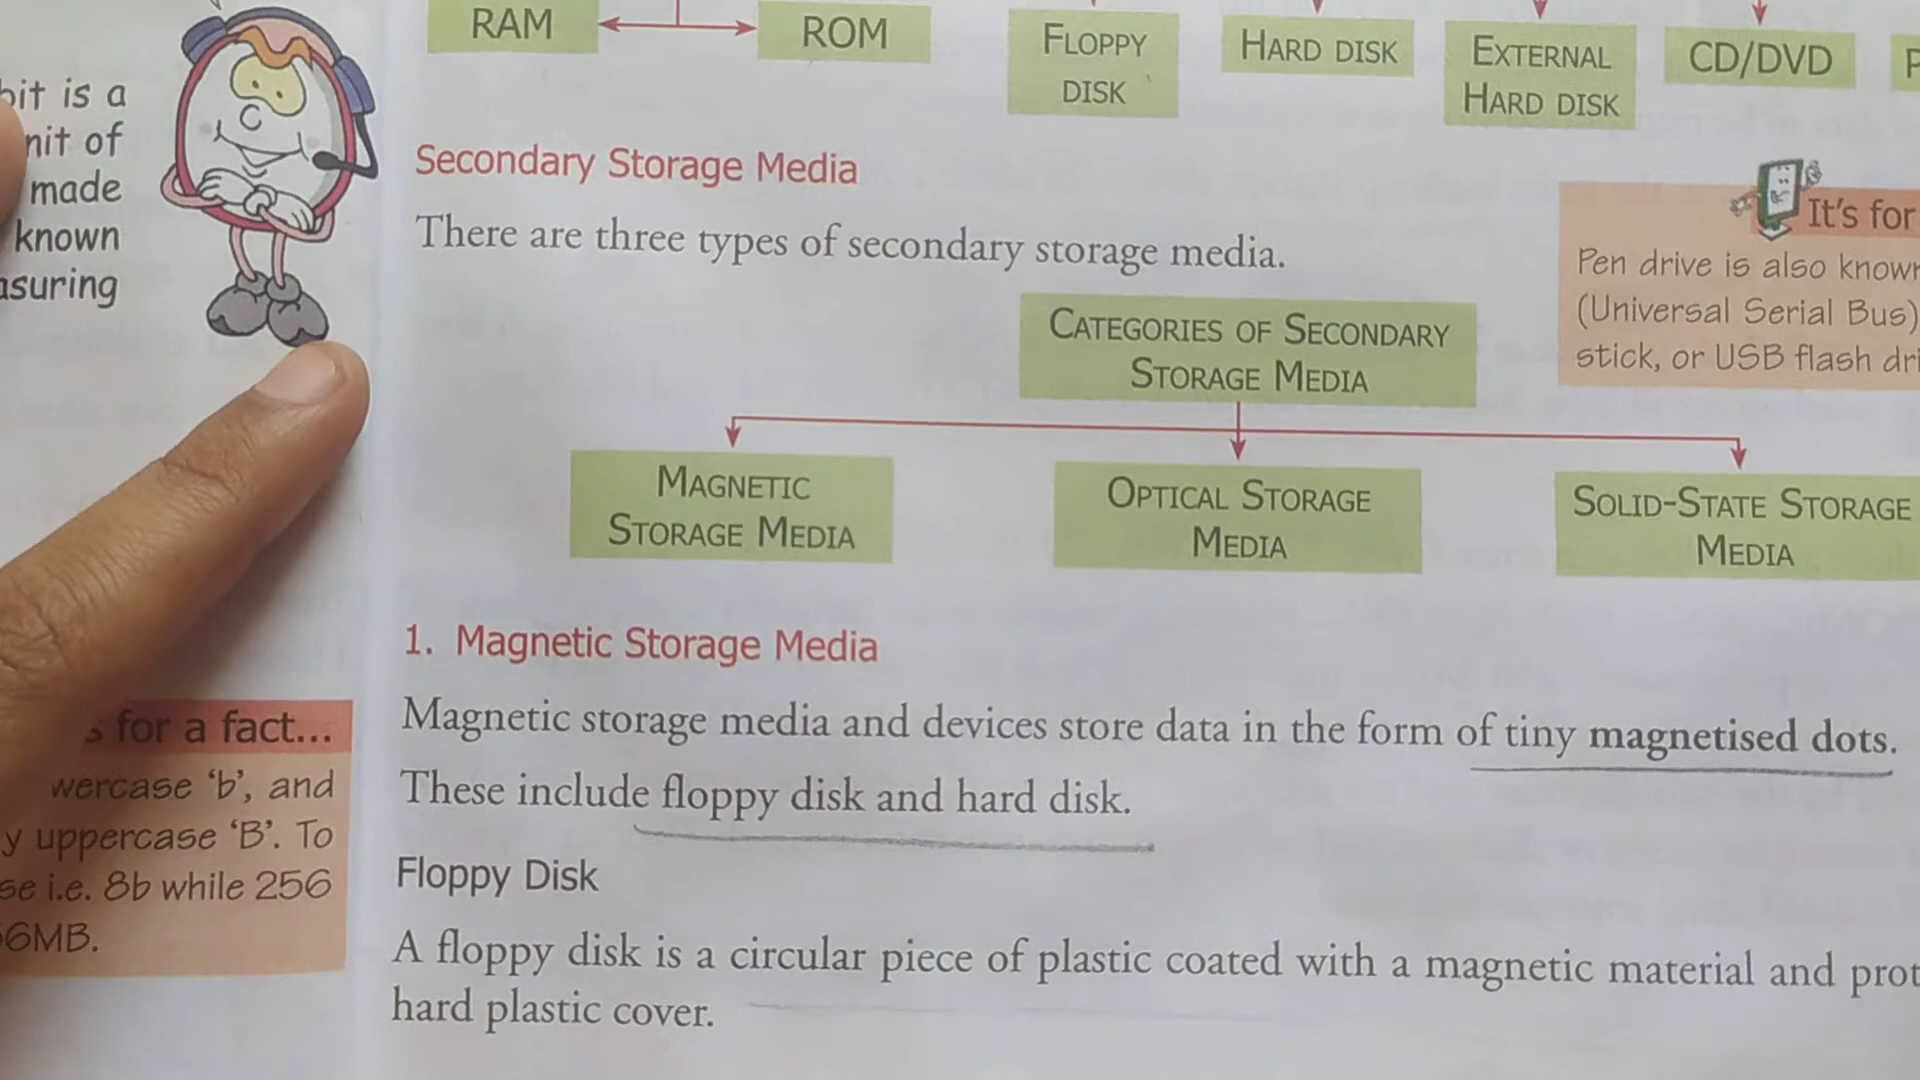 RAM
ROM
FLOPPY
DISK
HARD DISK
EXTERNAL
HARD DISK
CD/DVD
bit is a
nit of
made
known
asuring
Secondary Storage Media
There are three types of secondary storage media.
It's for
Pen drive is also known
(Universal Serial Bus)
stick, or USB flash dri
CATEGORIES OF SECONDARY
STORAGE MEDIA
MAGNETIC
STORAGE MEDIA
OPTICAL STORAGE
MEDIA
SOLID-STATE STORAGE
MEDIA
1. Magnetic Storage Media
Magnetic storage media and devices store data in the form of tiny magnetised dots.
These include floppy disk and hard disk.
s for a fact...
wercase ‘b’, and
y uppercase ‘B’. To
se i.e. 8b while 256
6MB.
Floppy Disk
A floppy disk is a circular piece of plastic coated with a magnetic material and prot
hard plastic cover.